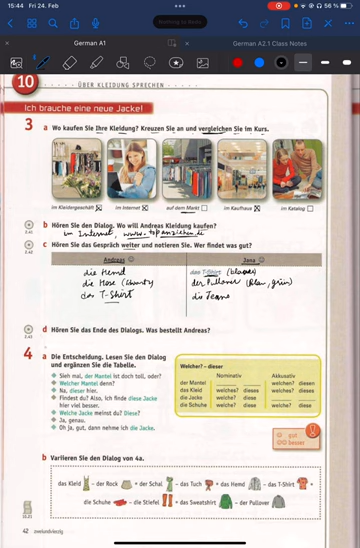 15:44 Fri 24. Feb
56 %
German A1
German A2.1 Class Notes
10
ÜBER KLEIDUNG SPRECHEN
Ich brauche eine neue Jacke!
3 a Wo kaufen Sie Ihre Kleidung? Kreuzen Sie an und vergleichen Sie im Kurs.
im Kleidergeschäft
im Internet
auf dem Markt
im Kaufhaus
im Katalog
b Hören Sie den Dialog. Wo will Andreas Kleidung kaufen?
im Internet, www.topanziehen.de
c Hören Sie das Gespräch weiter und notieren Sie. Wer findet was gut?
Andreas
Jana
die Hemd
das T-Shirt
die Hose
der Pullover (Blau, grün)
das T-Shirt
die Jeans
d Hören Sie das Ende des Dialogs. Was bestellt Andreas?
4 a Die Entscheidung. Lesen Sie den Dialog
und ergänzen Sie die Tabelle.
Sieh mal, der Mantel ist doch toll, oder?
Welcher Mantel denn?
Na, dieser hier.
Findest du? Also, ich finde diese Jacke
hier viel besser.
Welche Jacke meinst du? Diese?
Ja, genau.
Oh ja, gut, dann nehme ich die Jacke.
Welcher? – dieser
Nominativ Akkusativ
der Mantel welchen? diesen
das Kleid welches? dieses welches? dieses
die Jacke welche? diese
die Schuhe welche? diese welche? diese
gut
besser
b Variieren Sie den Dialog von 4a.
das Kleid – der Rock + der Schal – das Tuch + das Hemd – das T-Shirt +
die Schuhe – die Stiefel + das Sweatshirt – der Pullover
42 zweiundvierzig